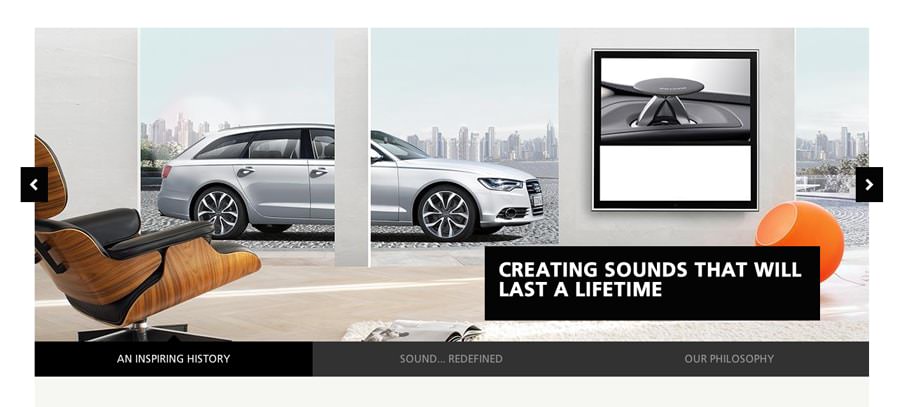 CREATING SOUNDS THAT WILL
LAST A LIFETIME
AN INSPIRING HISTORY
SOUND... REDEFINED
OUR PHILOSOPHY